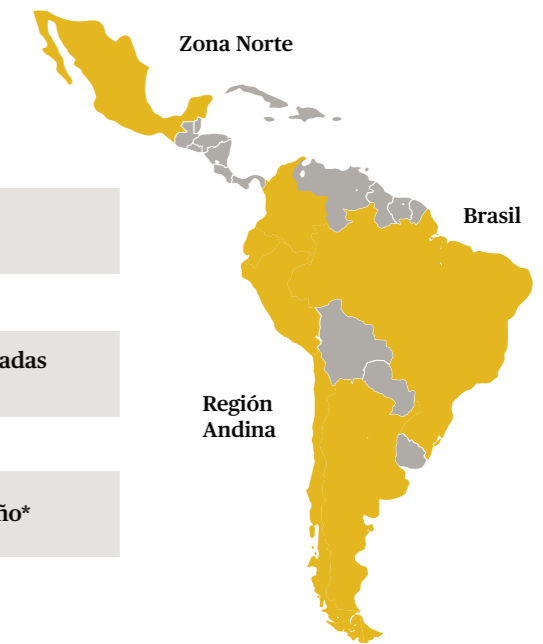 Zona Norte
Brasil
adas
Región
Andina
ño*